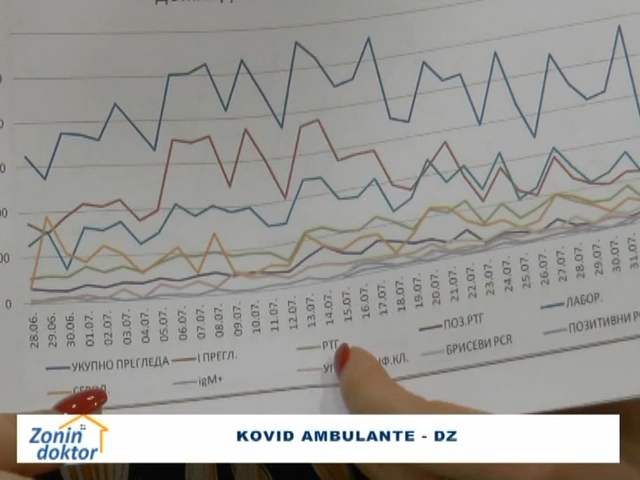 0
28.06. 29.06. 30.06. 01.07. 02.07. 03.07. 04.07. 05.07. 06.07. 07.07. 08.07. 09.07. 10.07. 11.07. 12.07. 13.07. 14.07. 15.07. 16.07. 17.07. 18.07. 19.07. 20.07. 21.07. 22.07. 23.07. 24.07. 25.07. 26.07. 27.07. 28.07. 29.07. 30.07. 31.07.
УКУПНО ПРЕГЛЕДА I ПРЕГЛ. РТГ ПОЗ.РТГ ЛАБОР.
igM+ БРИСЕВИ PCR ПОЗИТИВНИ
Zonin doktor
KOVID AMBULANTE - DZ